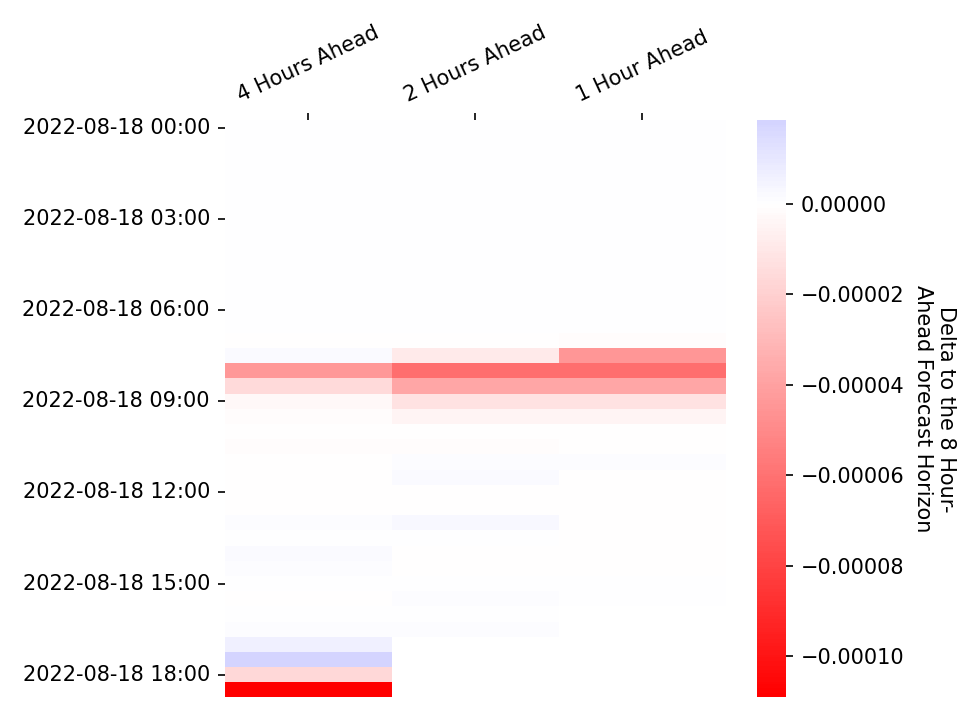 4 Hours Ahead
2 Hours Ahead
1 Hour Ahead
2022-08-18 00:00
2022-08-18 03:00
2022-08-18 06:00
2022-08-18 09:00
2022-08-18 12:00
2022-08-18 15:00
2022-08-18 18:00
0.00000
−0.00002
−0.00004
−0.00006
−0.00008
−0.00010
Delta to the 8 Hour-
Ahead Forecast Horizon